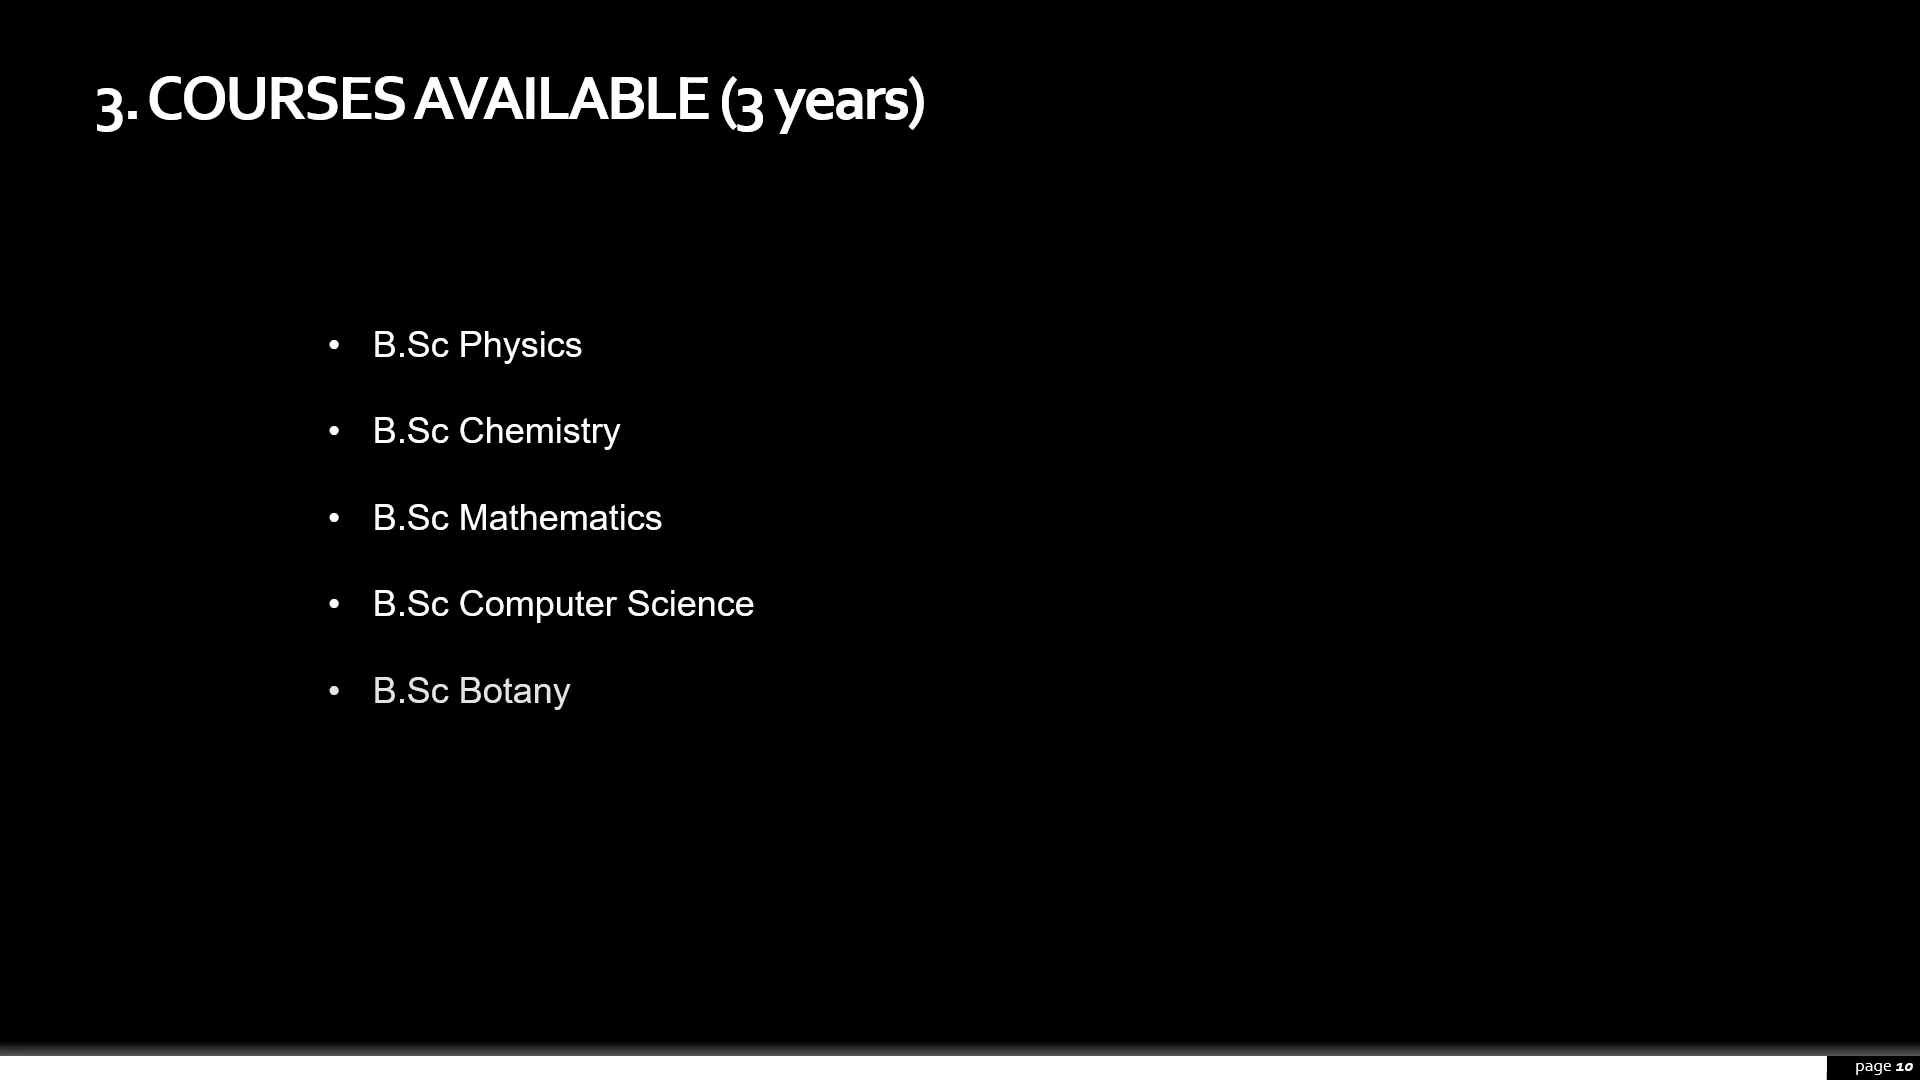 3. COURSES AVAILABLE (3 years)
• B.Sc Physics
• B.Sc Chemistry
• B.Sc Mathematics
• B.Sc Computer Science
• B.Sc Botany
page 10